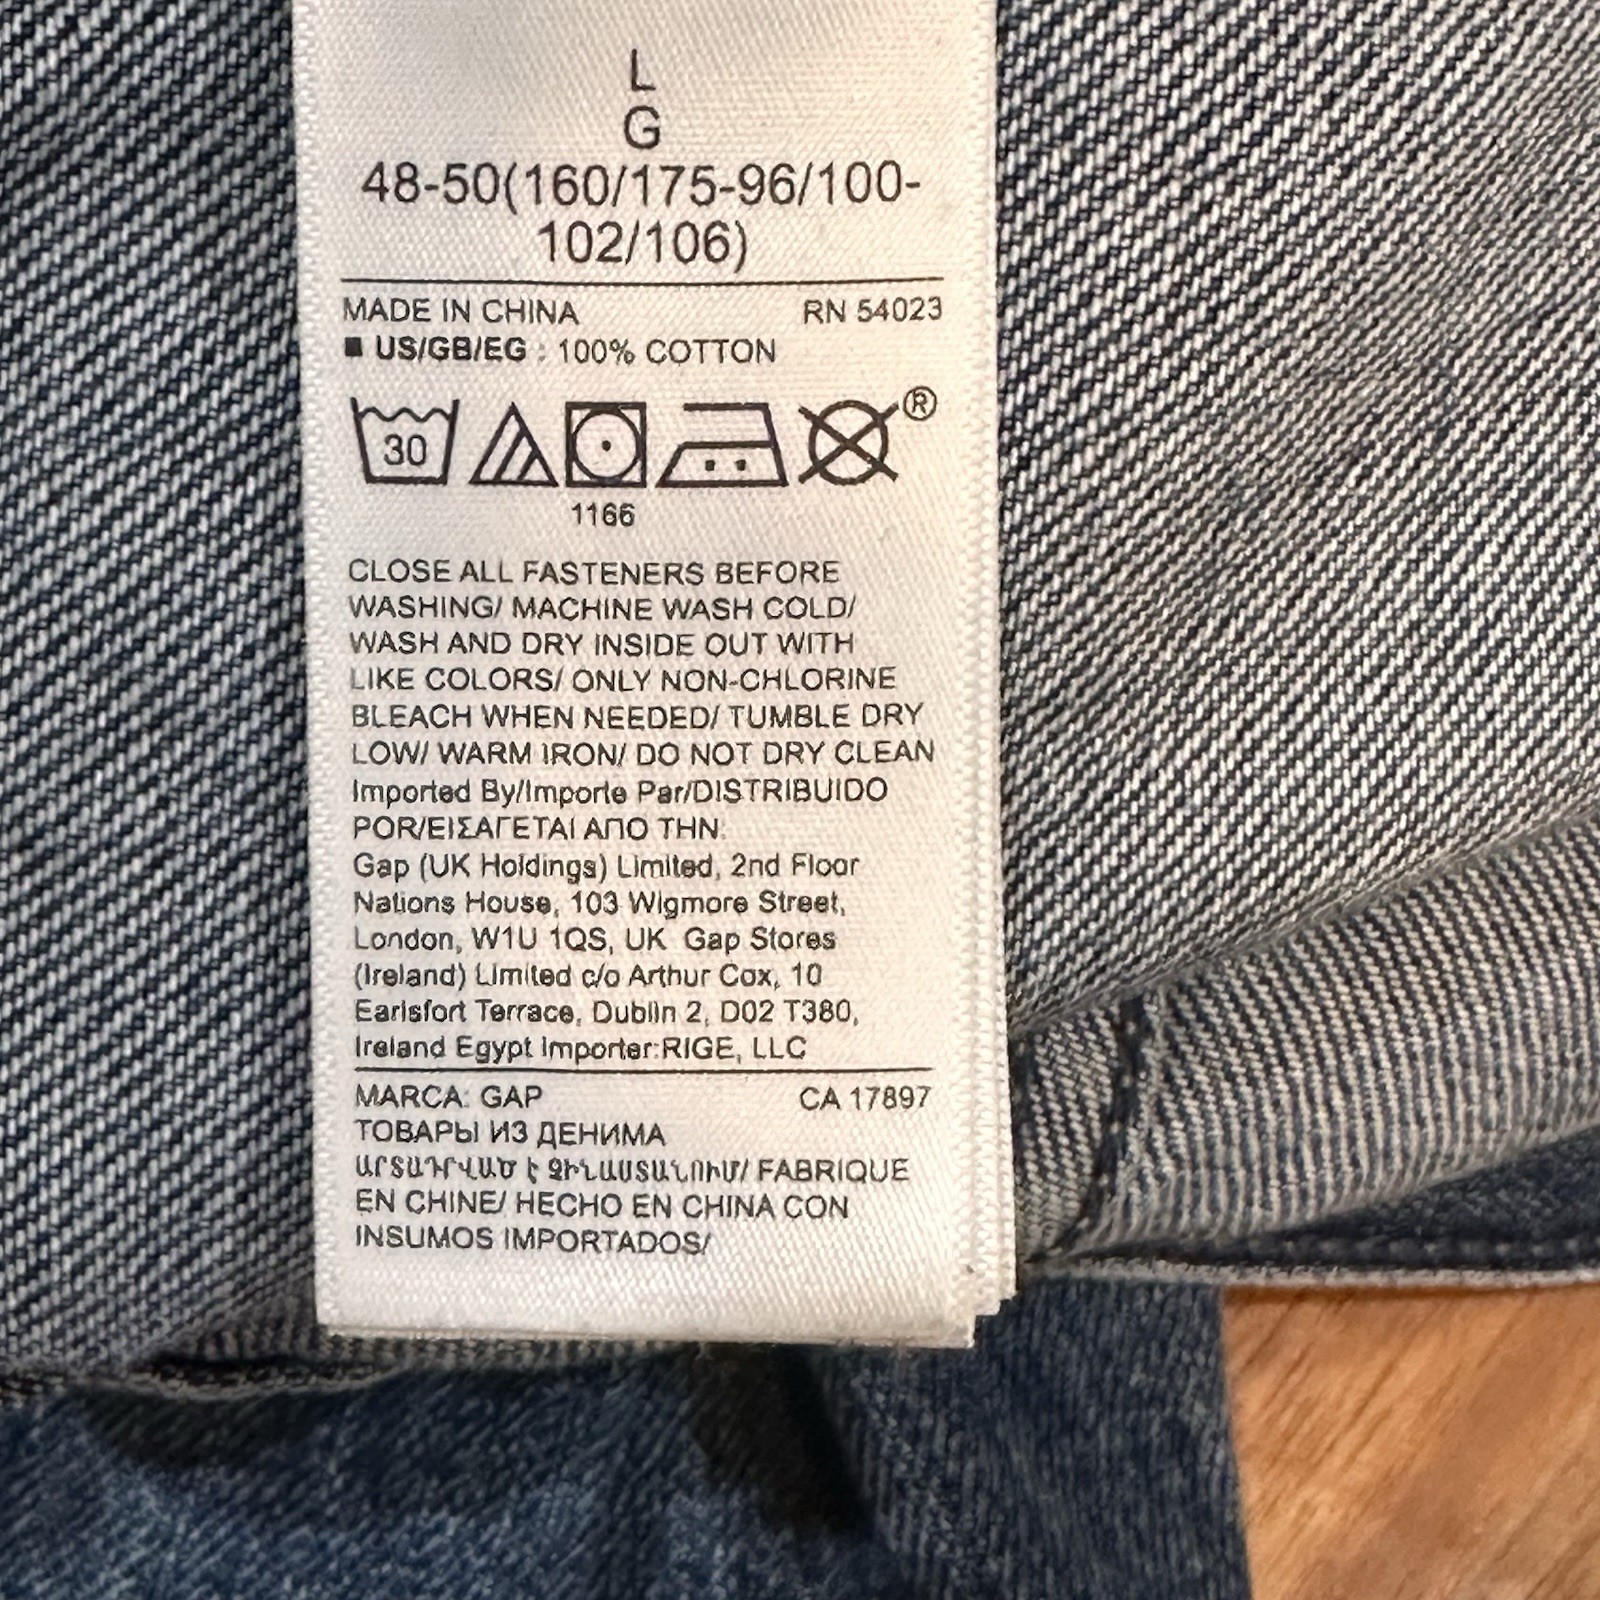 L
G
48-50(160/175-96/100-
102/106)
MADE IN CHINA RN 54023
■ US/GB/EG : 100% COTTON
30
®
1166
CLOSE ALL FASTENERS BEFORE
WASHING/ MACHINE WASH COLD/
WASH AND DRY INSIDE OUT WITH
LIKE COLORS/ ONLY NON-CHLORINE
BLEACH WHEN NEEDED/ TUMBLE DRY
LOW/ WARM IRON/ DO NOT DRY CLEAN
Imported By/Importe Par/DISTRIBUIDO
POR/ΕΙΣΑΓΕΤΑΙ ΑΠΟ ΤΗΝ:
Gap (UK Holdings) Limited, 2nd Floor
Nations House, 103 Wigmore Street,
London, W1U 1QS, UK Gap Stores
(Ireland) Limited c/o Arthur Cox, 10
Earlsfort Terrace, Dublin 2, D02 T380,
Ireland Egypt Importer:RIGE, LLC
MARCA: GAP CA 17897
ТОВАРЫ ИЗ ДЕНИМА
ԱՐՏԱԴՐՎԱԾ Է ՉԻՆԱՍՏԱՆՈՒՄ/ FABRIQUE
EN CHINE/ HECHO EN CHINA CON
INSUMOS IMPORTADOS/